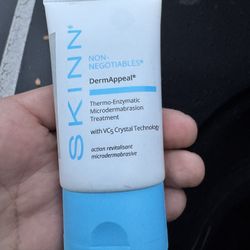 SKINN®
NON-
NEGOTIABLES®
DermAppeal®
Thermo-Enzymatic
Microdermabrasion
Treatment
with VC5 Crystal Technology
action revitalisant
microdermabrasive